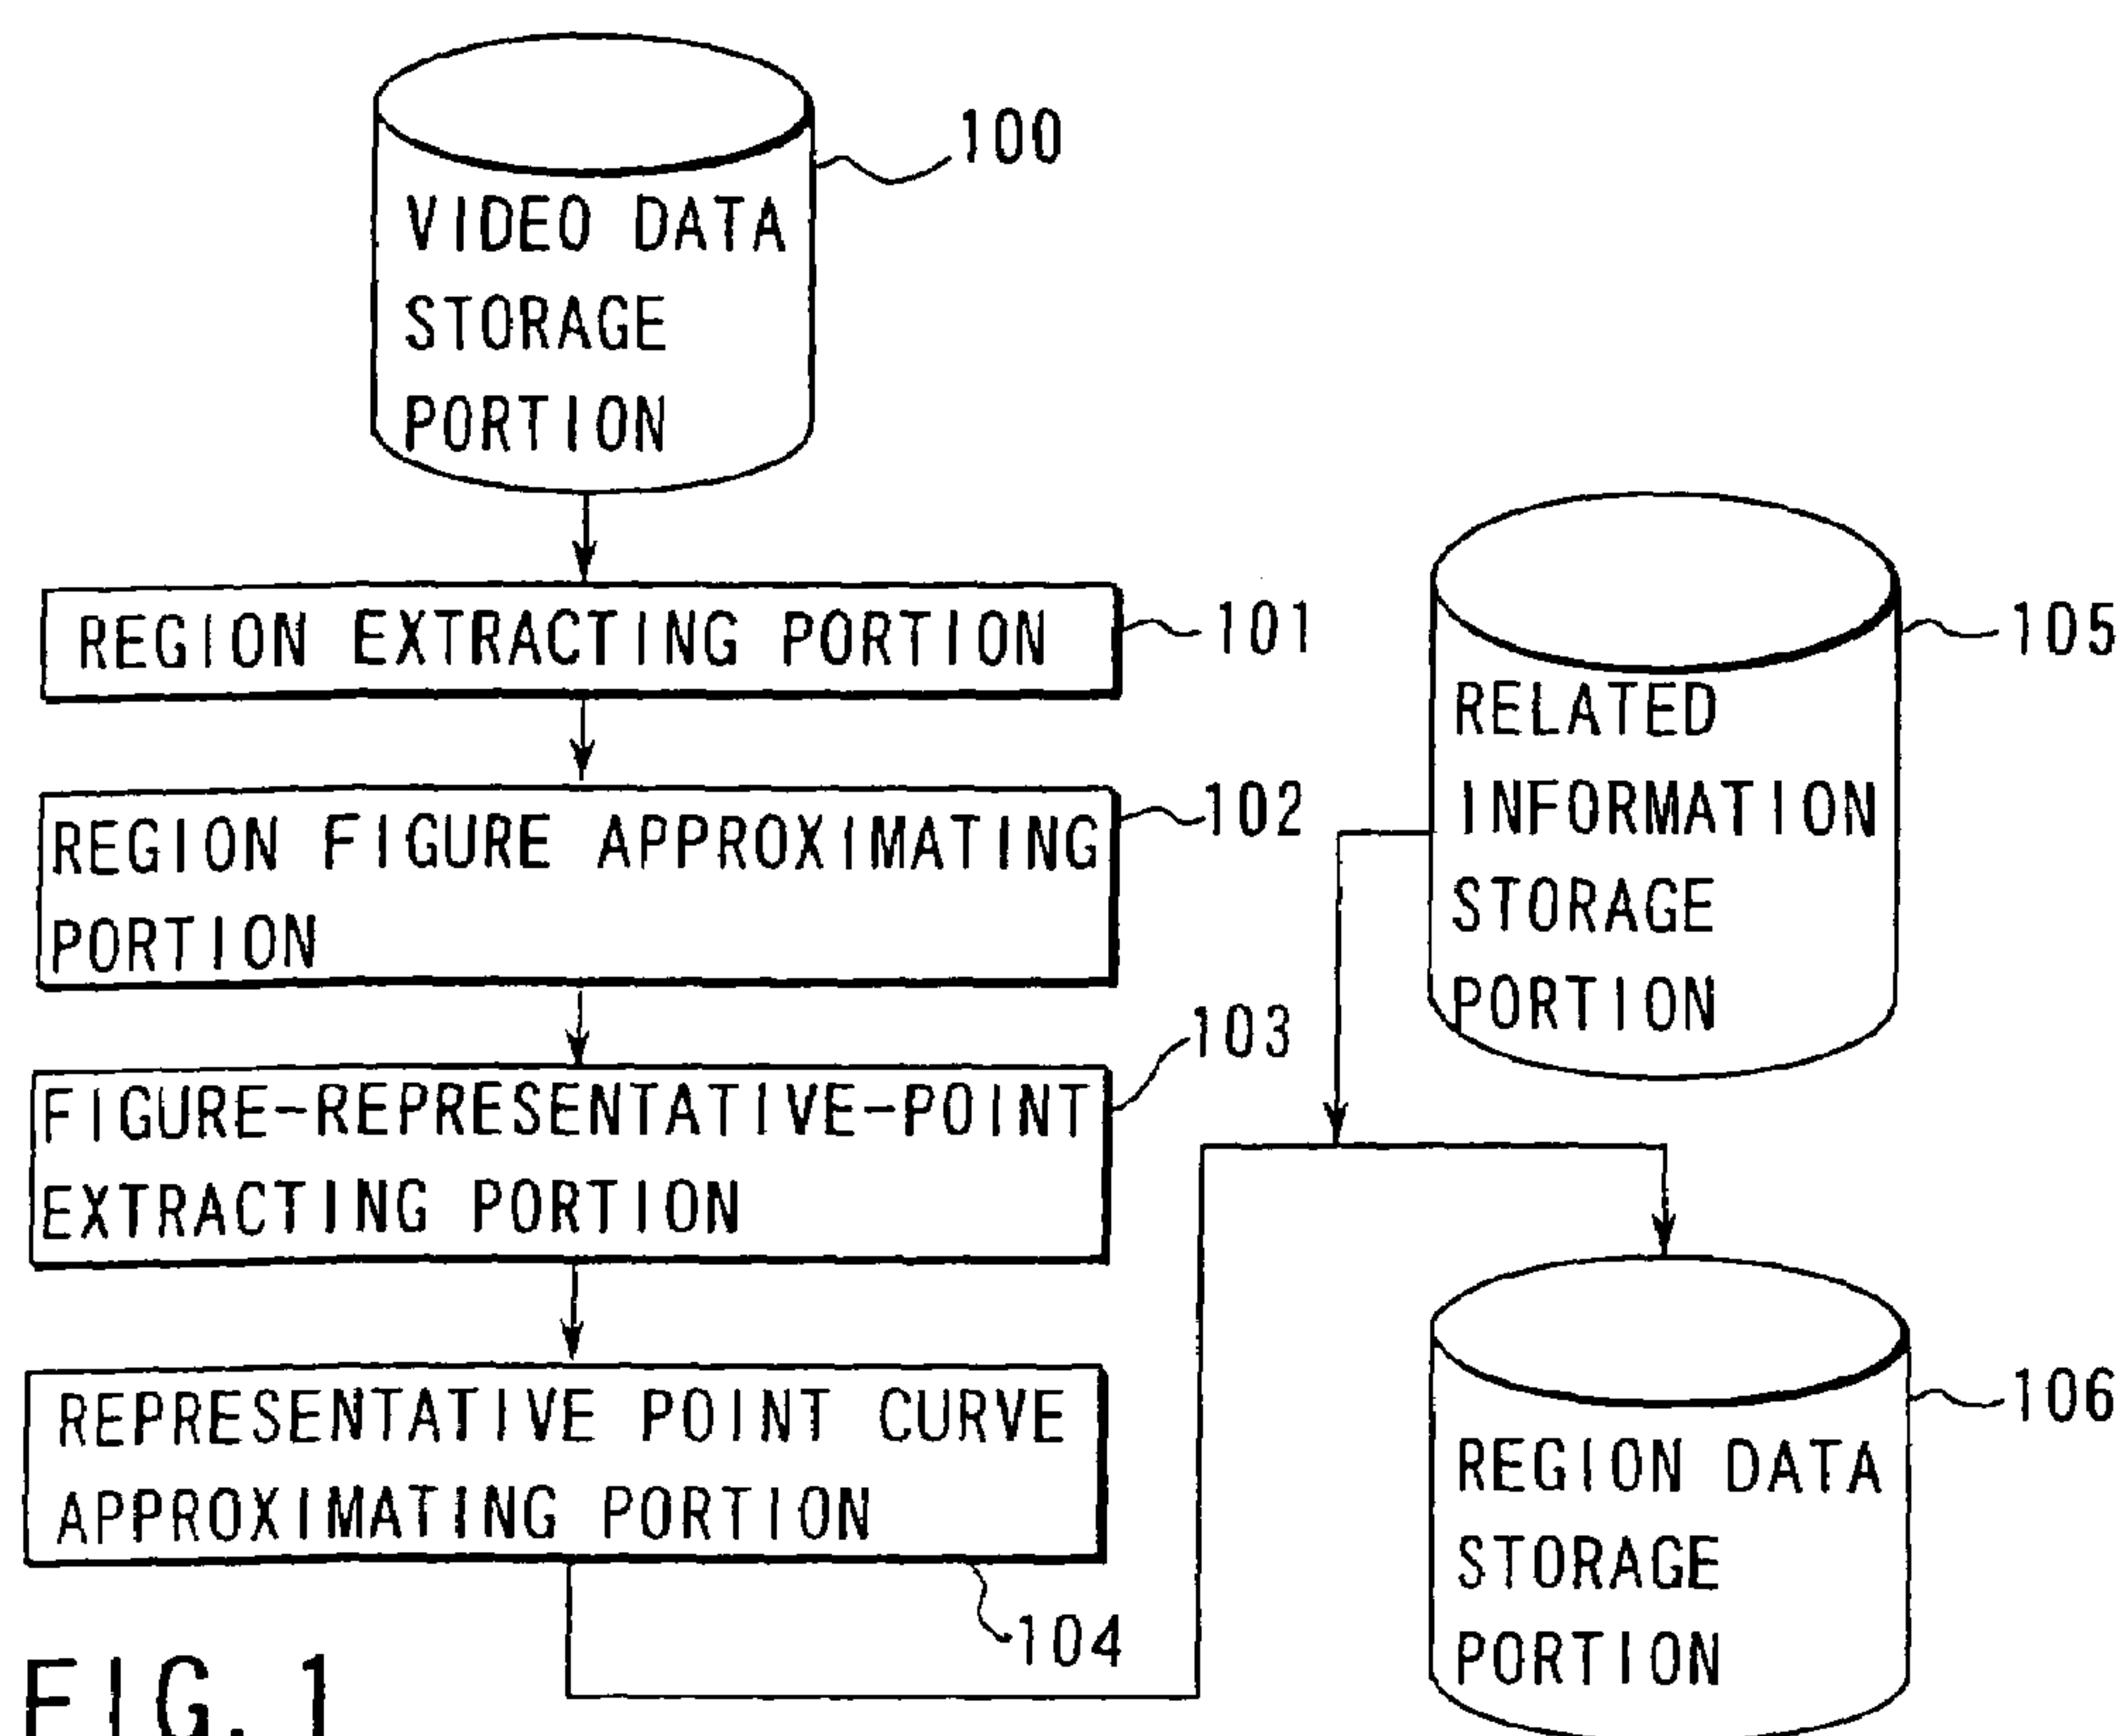 100
VIDEO DATA
STORAGE
PORTION
REGION EXTRACTING PORTION
101
REGION FIGURE APPROXIMATING
PORTION
102
FIGURE-REPRESENTATIVE-POINT
EXTRACTING PORTION
103
REPRESENTATIVE POINT CURVE
APPROXIMATING PORTION
104
RELATED
INFORMATION
STORAGE
PORTION
105
REGION DATA
STORAGE
PORTION
106
FIG. 1